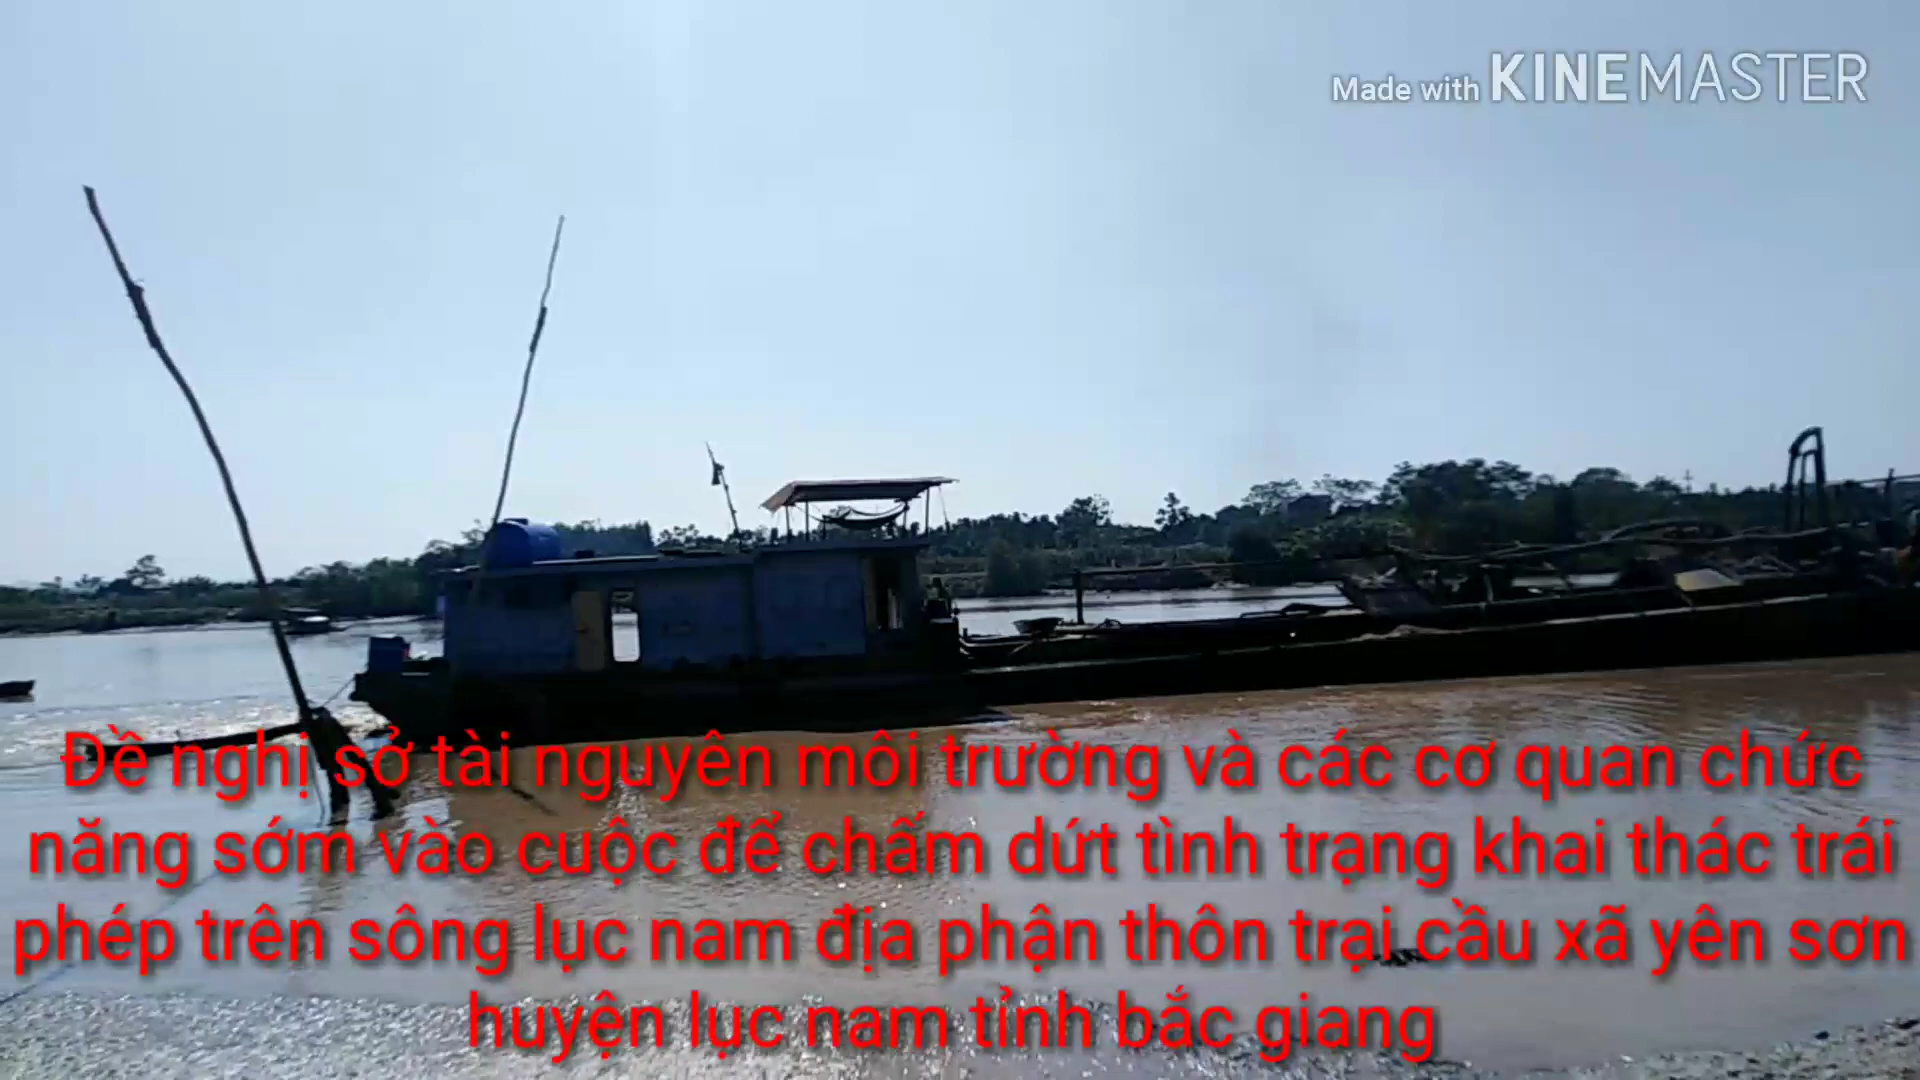 Made with KINEMASTER
Đề nghị sở tài nguyên môi trường và các cơ quan chức
năng sớm vào cuộc để chấm dứt tình trạng khai thác trái
phép trên sông lục nam địa phận thôn trại cầu xã yên sơn
huyện lục nam tỉnh bắc giang